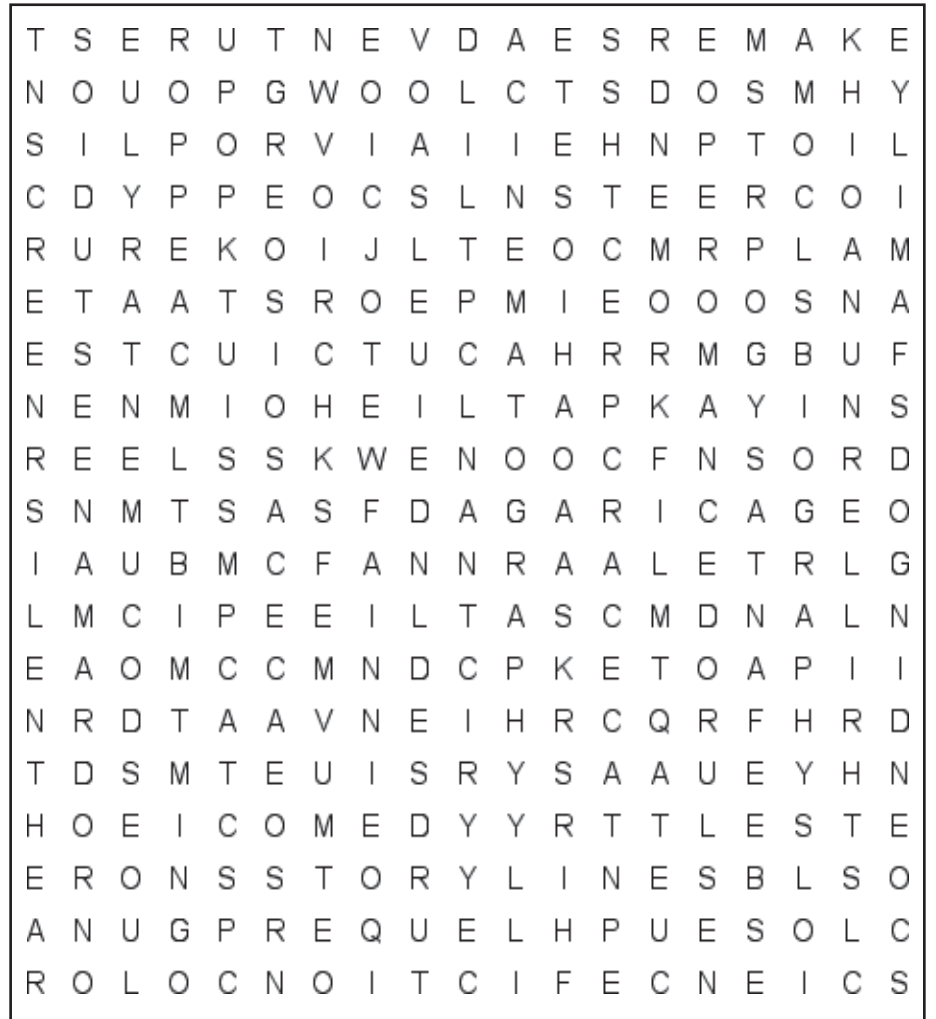 T S E R U T N E V D A E S R E M A K E
N O U O P G W O O L C T S D O S M H Y
S I L P O R V I A I I E H N P T O I L
C D Y P P E O C S L N S T E E R C O I
R U R E K O I J L T E O C M R P L A M
E T A A T S R O E P M I E O O O S N A
E S T C U I C T U C A H R R M G B U F
N E N M I O H E I L T A P K A Y I N S
R E E L S S K W E N O O C F N S O R D
S N M T S A S F D A G A R I C A G E O
I A U B M C F A N N R A A L E T R L G
L M C I P E E I L T A S C M D N A L N
E A O M C C M N D C P K E T O A P I I
N R D T A A V N E I H R C Q R F H R D
T D S M T E U I S R Y S A A U E Y H N
H O E I C O M E D Y Y R T T L E S T E
E R O N S S T O R Y L I N E S B L S O
A N U G P R E Q U E L H P U E S O L C
R O L O C N O I T C I F E C N E I C S